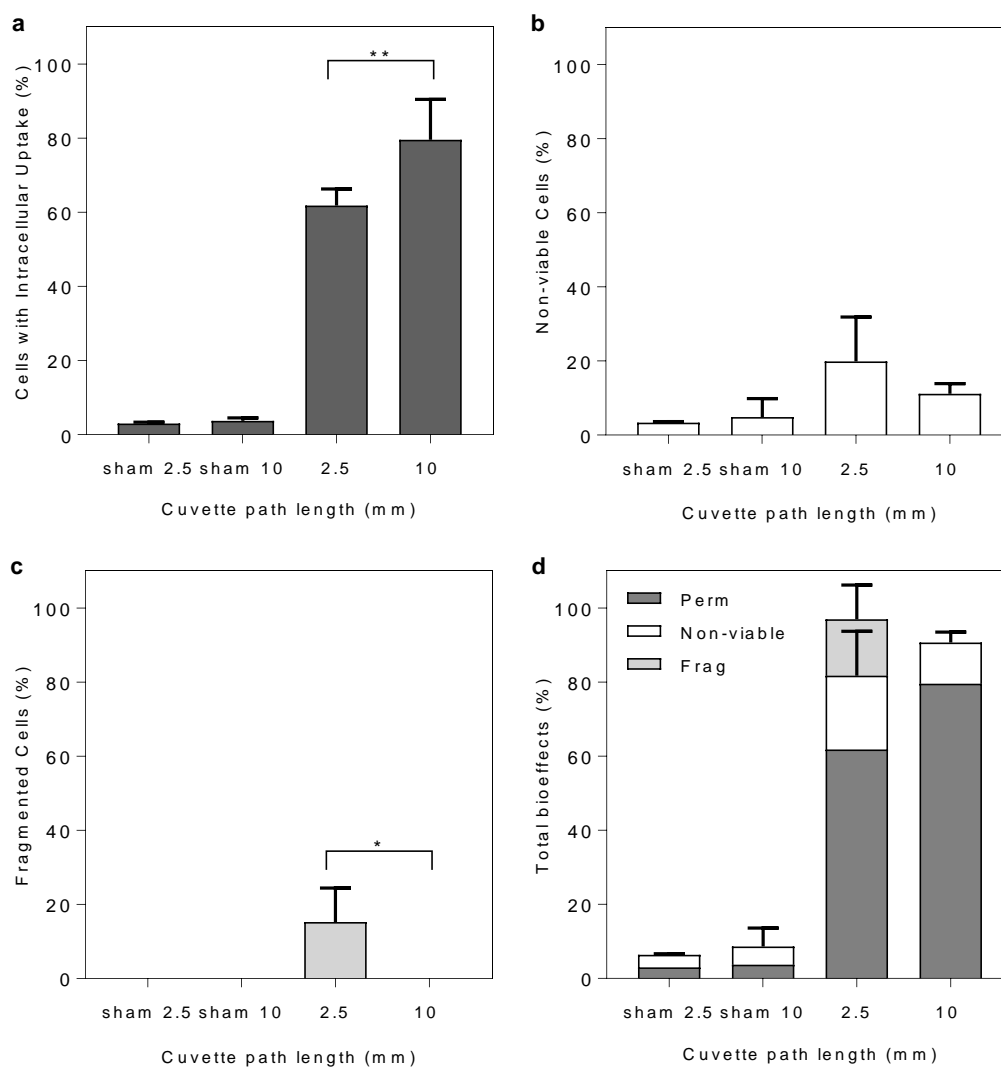 a
Cells with Intracellular Uptake (%)
100
80
60
40
20
0
**
sham 2.5 sham 10 2.5 10
Cuvette path length (mm)
b
Non-viable Cells (%)
100
80
60
40
20
0
sham 2.5 sham 10 2.5 10
Cuvette path length (mm)
c
Fragmented Cells (%)
100
80
60
40
20
0
*
sham 2.5 sham 10 2.5 10
Cuvette path length (mm)
d
Total bioeffects (%)
100
80
60
40
20
0
Perm
Non-viable
Frag
sham 2.5 sham 10 2.5 10
Cuvette path length (mm)